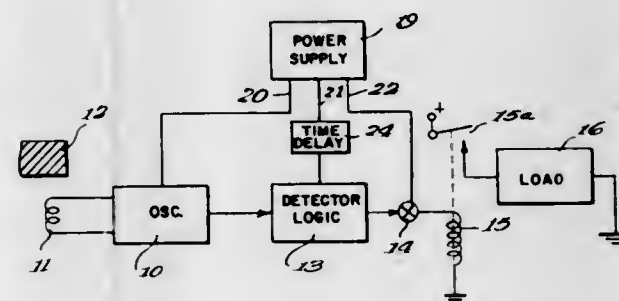 POWER
SUPPLY
19
20
21
22
TIME
DELAY
24
+
15a
12
16
LOAD
OSC.
DETECTOR
LOGIC
14
15
11
10
13